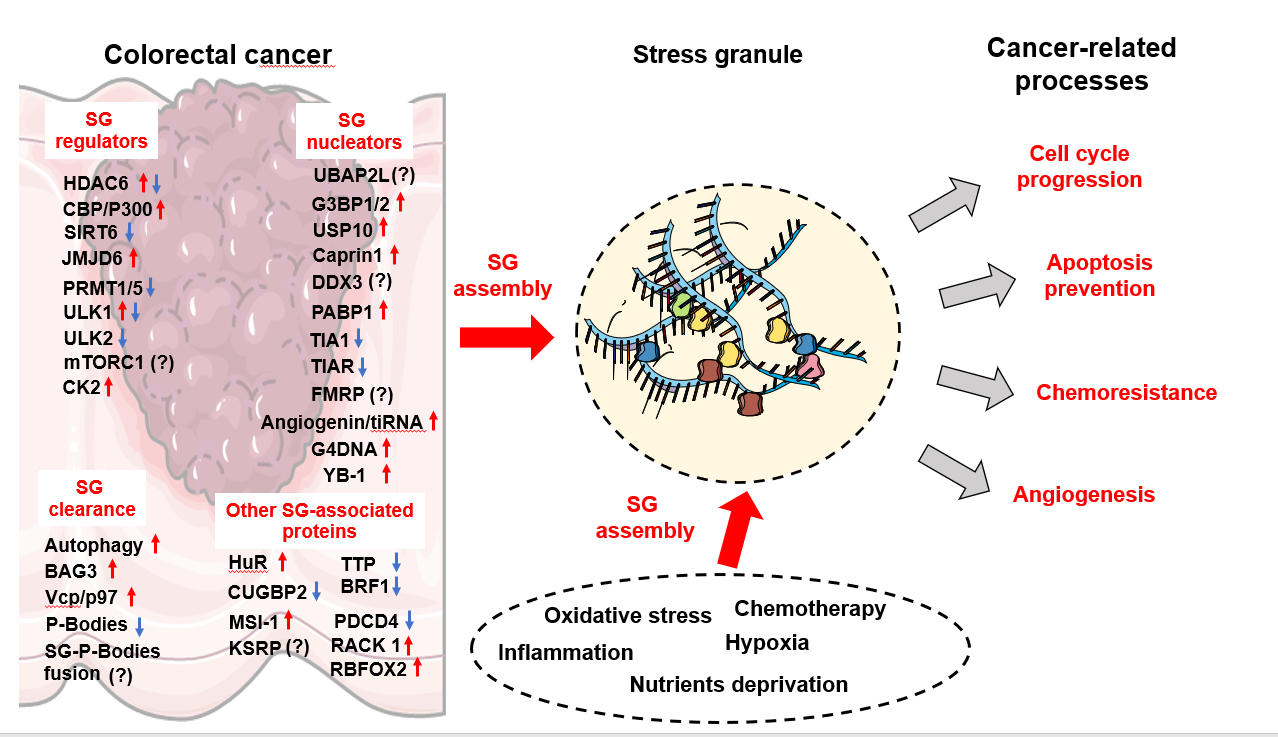 Colorectal cancer
Stress granule
Cancer-related
processes
SG
regulators
HDAC6 ↑↓
CBP/P300 ↑
SIRT6 ↓
JMJD6 ↑
PRMT1/5 ↓
ULK1 ↑↓
ULK2 ↓
mTORC1 (?)
CK2 ↑
SG
nucleators
UBAP2L(?)
G3BP1/2 ↑
USP10 ↑
Caprin1 ↑
DDX3 (?)
PABP1 ↑
TIA1 ↓
TIAR ↓
FMRP (?)
Angiogenin/tiRNA ↑
G4DNA ↑
YB-1 ↑
SG
clearance
Autophagy ↑
BAG3 ↑
Vcp/p97 ↑
P-Bodies ↓
SG-P-Bodies
fusion (?)
Other SG-associated
proteins
HuR ↑
CUGBP2 ↓
MSI-1 ↑
KSRP (?)
TTP ↓
BRF1 ↓
PDCD4 ↓
RACK 1 ↑
RBFOX2 ↑
SG
assembly
SG
assembly
Oxidative stress
Chemotherapy
Inflammation
Hypoxia
Nutrients deprivation
Cell cycle
progression
Apoptosis
prevention
Chemoresistance
Angiogenesis